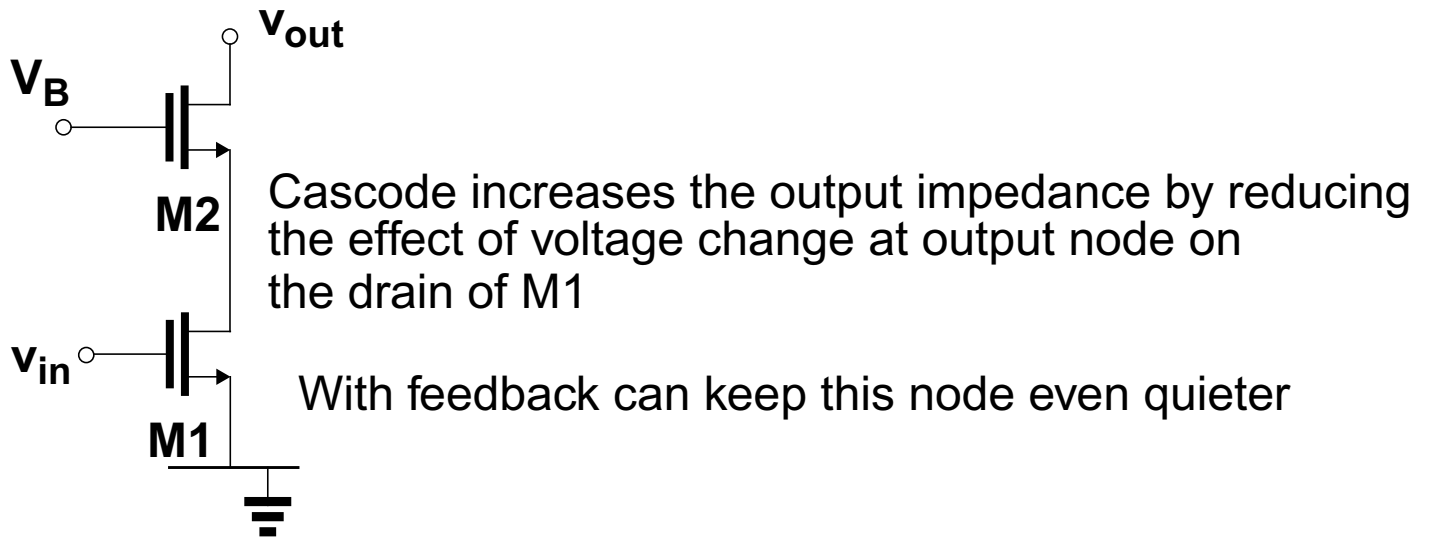 vout
VB
M2
Cascode increases the output impedance by reducing
the effect of voltage change at output node on
the drain of M1
vin
With feedback can keep this node even quieter
M1